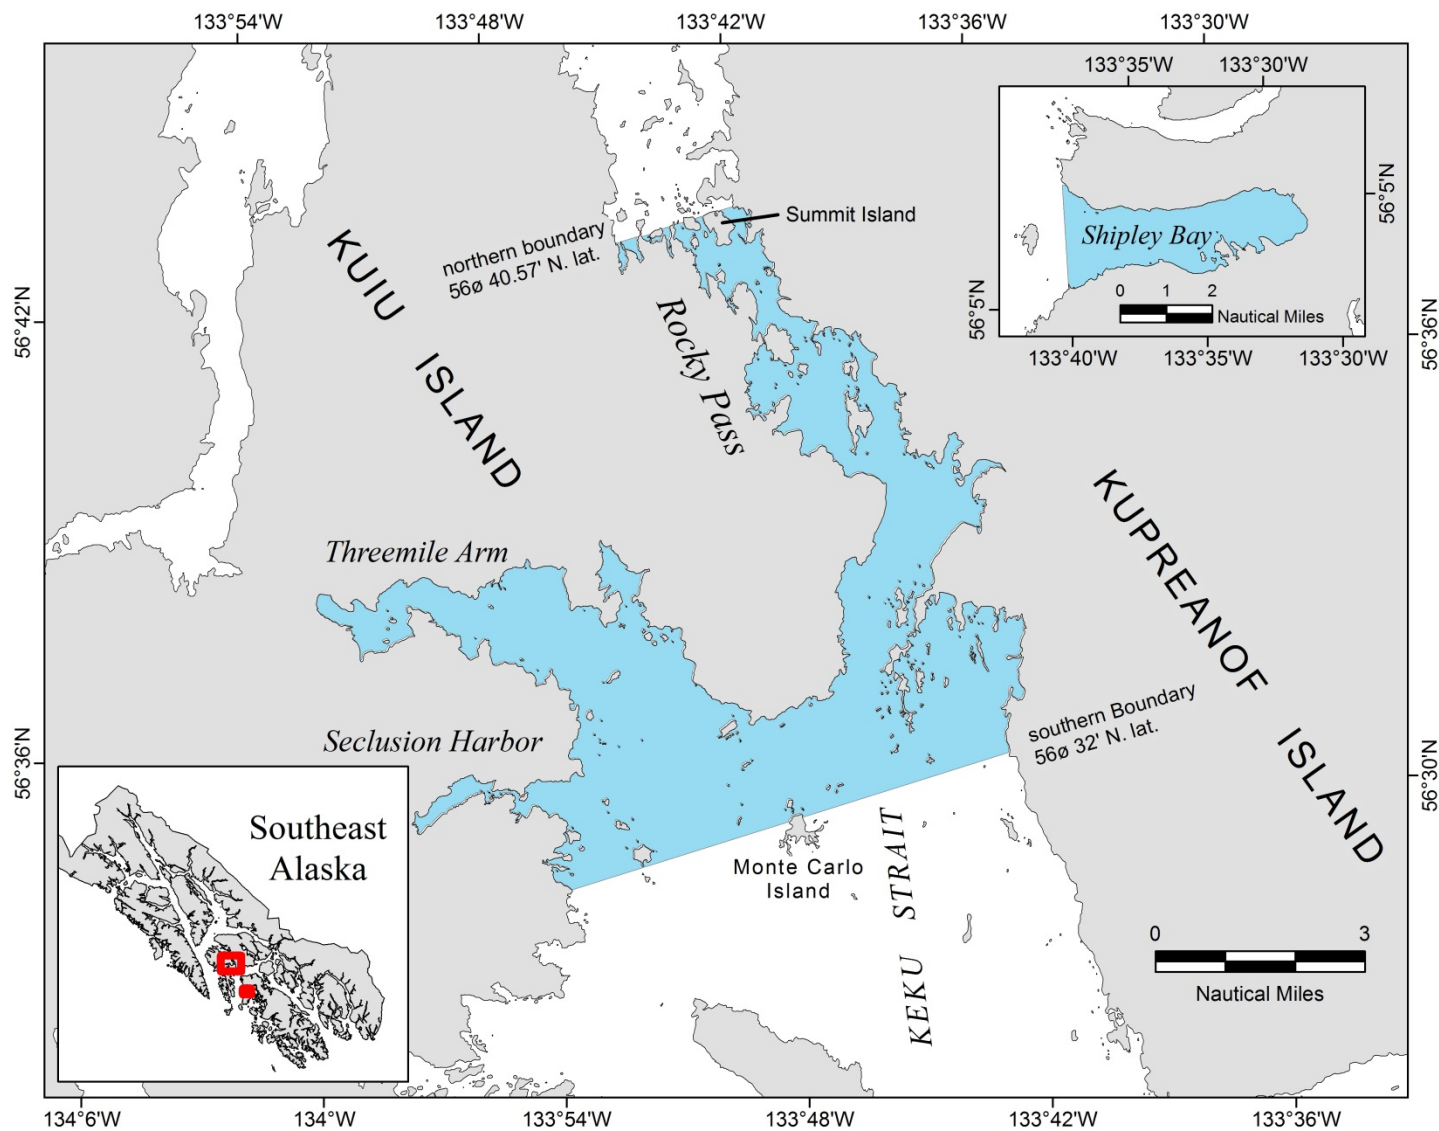 133°54'W
133°48'W
133°42'W
133°36'W
133°30'W
133°35'W
133°30'W
Summit Island
northern boundary
56ø 40.57' N. lat.
KUIU
ISLAND
Rocky Pass
Shipley Bay
0 1 2
Nautical Miles
56°5'N
56°5'N
133°40'W
133°35'W
133°30'W
56°42'N
56°36'N
Threemile Arm
KUPREANOF
ISLAND
Seclusion Harbor
southern Boundary
56ø 32' N. lat.
56°36'N
56°30'N
Southeast
Alaska
Monte Carlo
Island
KEKU STRAIT
0 3
Nautical Miles
134°6'W
134°0'W
133°54'W
133°48'W
133°42'W
133°36'W